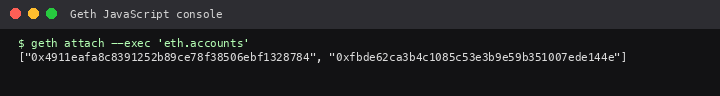 Geth JavaScript console
$ geth attach --exec 'eth.accounts'
["0x4911eafa8c8391252b89ce78f38506ebf1328784", "0xfbde62ca3b4c1085c53e3b9e59b351007ede144e"]